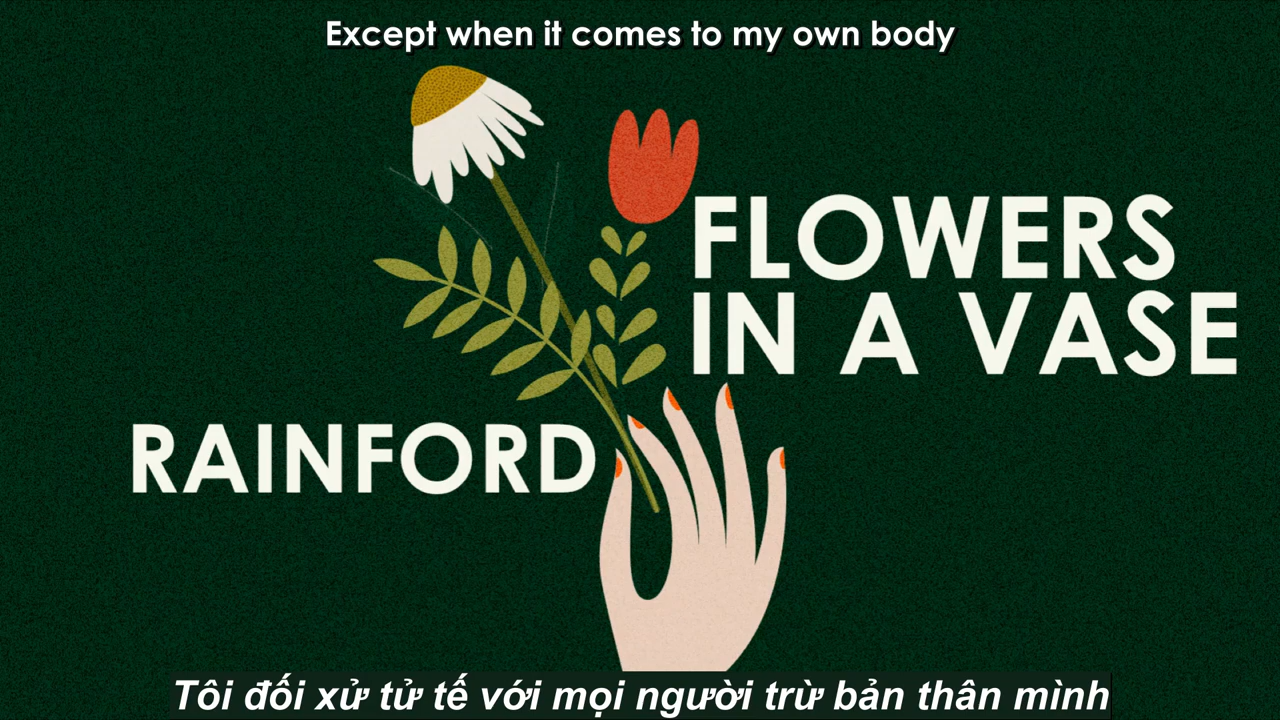 Except when it comes to my own body
FLOWERS
IN A VASE
RAINFORD
Tôi đối xử tử tế với mọi người trừ bản thân mình